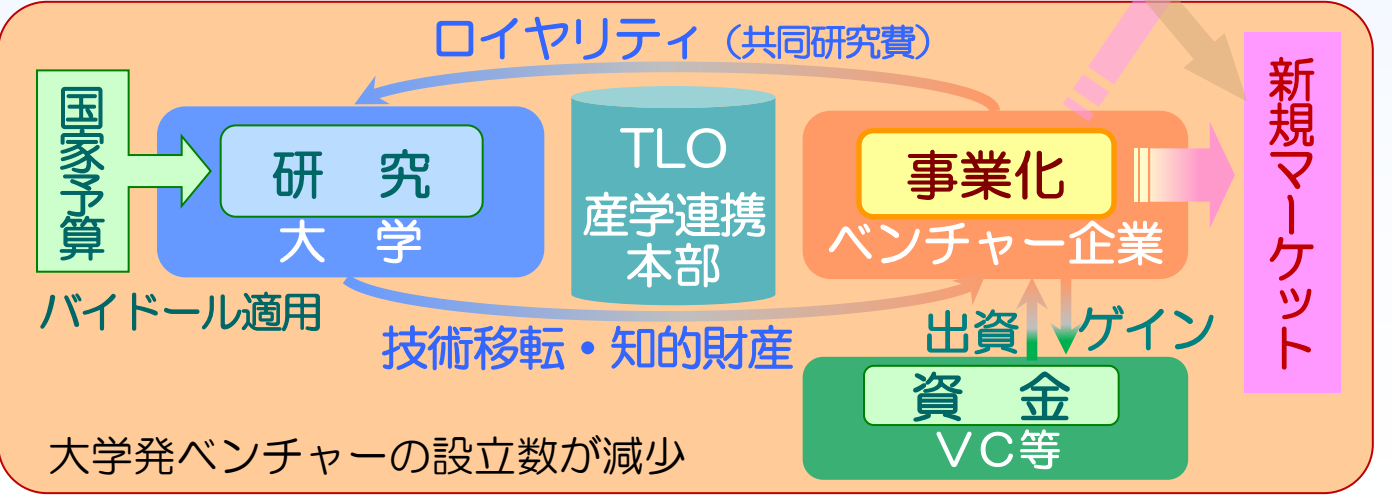 ロイヤリティ（共同研究費）
国家予算
研　究
大　学
バイドール適用
TLO
産学連携
本部
事業化
ベンチャー企業
新規マーケット
技術移転・知的財産
出資
ゲイン
資　金
ＶＣ等
大学発ベンチャーの設立数が減少